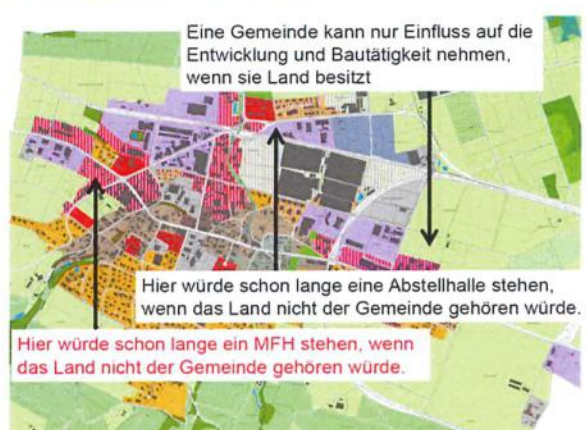 Eine Gemeinde kann nur Einfluss auf die
Entwicklung und Bautätigkeit nehmen,
wenn sie Land besitzt
Hier würde schon lange eine Abstellhalle stehen,
wenn das Land nicht der Gemeinde gehören würde.
Hier würde schon lange ein MFH stehen, wenn
das Land nicht der Gemeinde gehören würde.